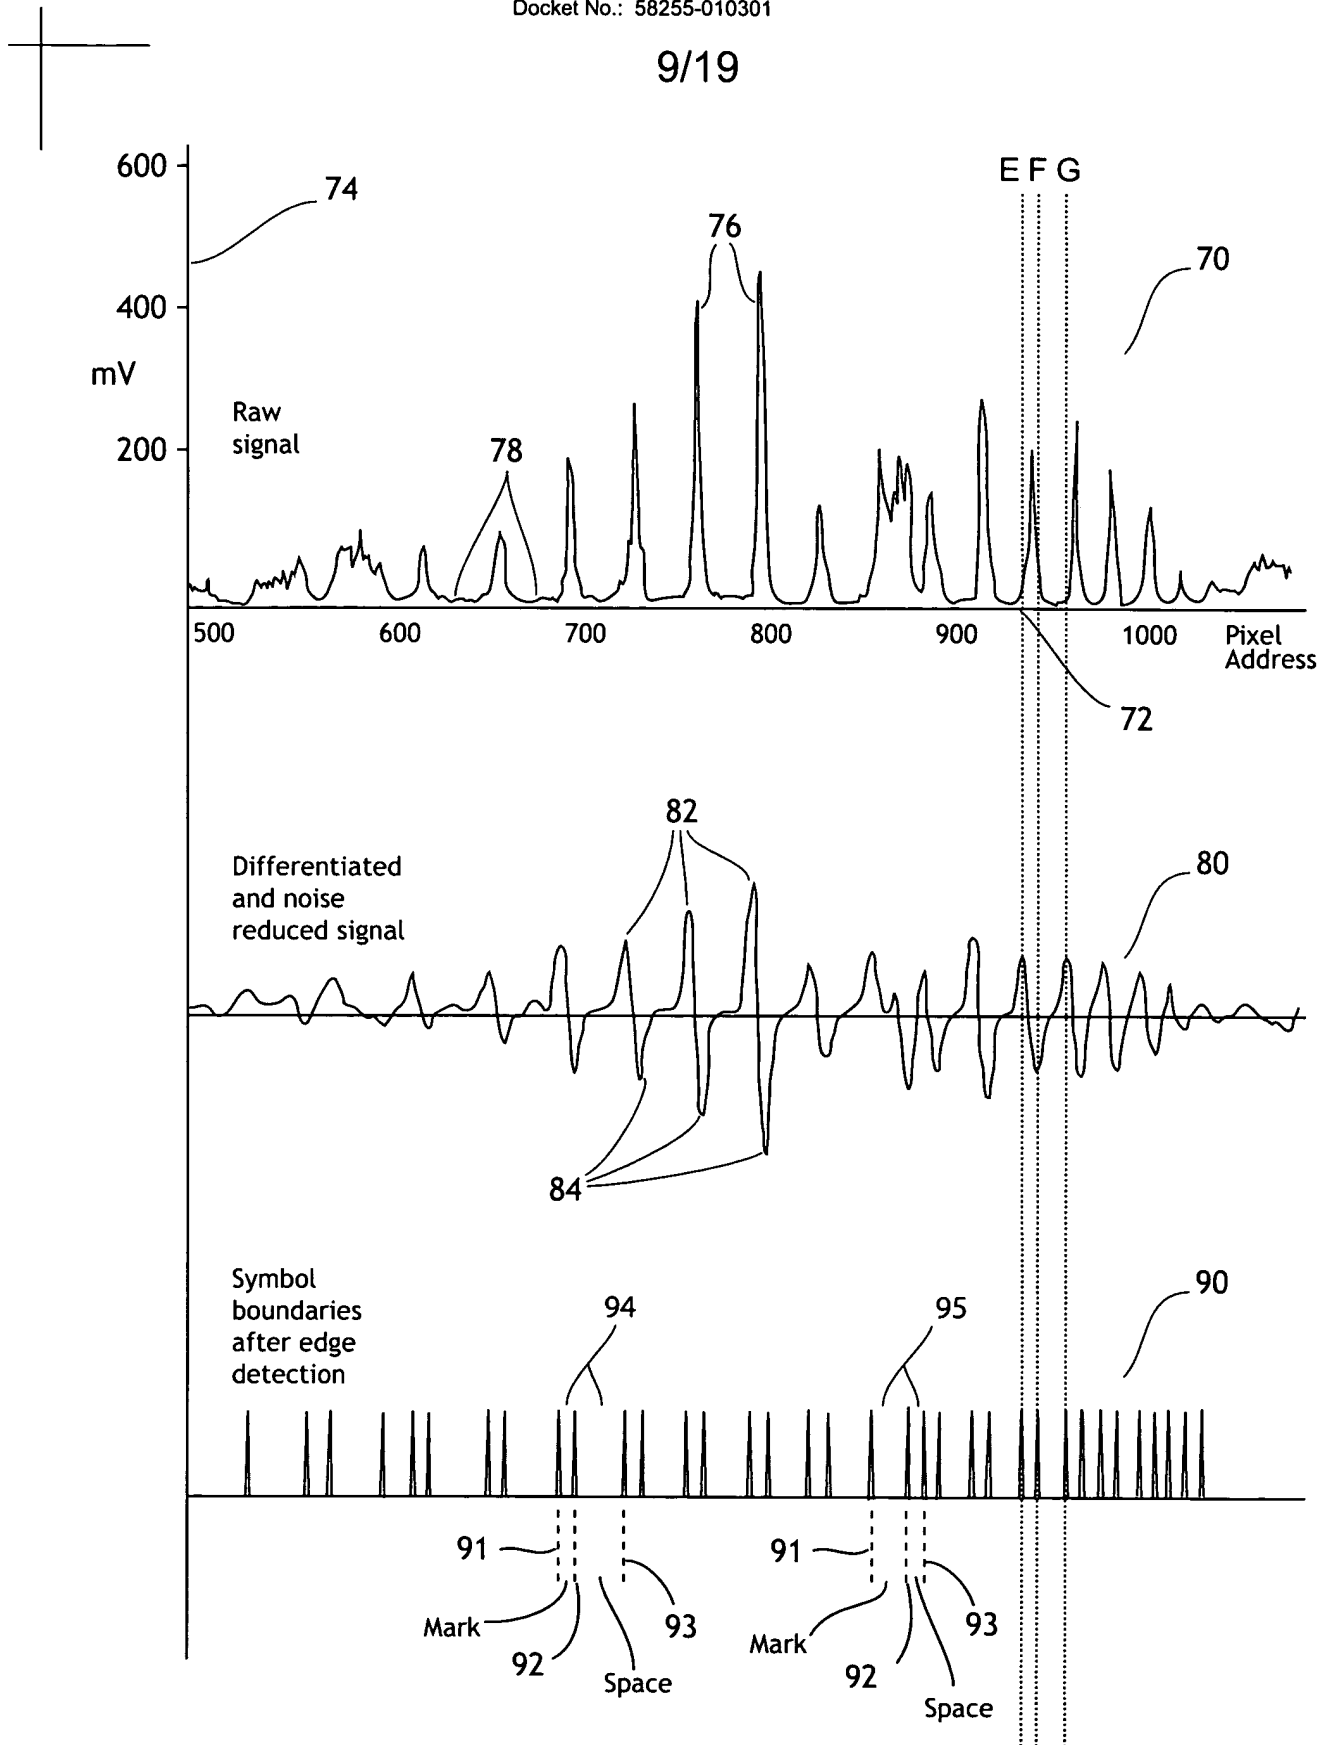 Docket No.: 58255-010301
9/19
600
74
E F G
76
70
400
mV
Raw
signal
200
78
500 600 700 800 900 1000 Pixel
Address
72
82
Differentiated
and noise
reduced signal
80
84
Symbol
boundaries
after edge
detection
94
95
90
91
91
Mark
92
Space
93
Mark
92
Space
93